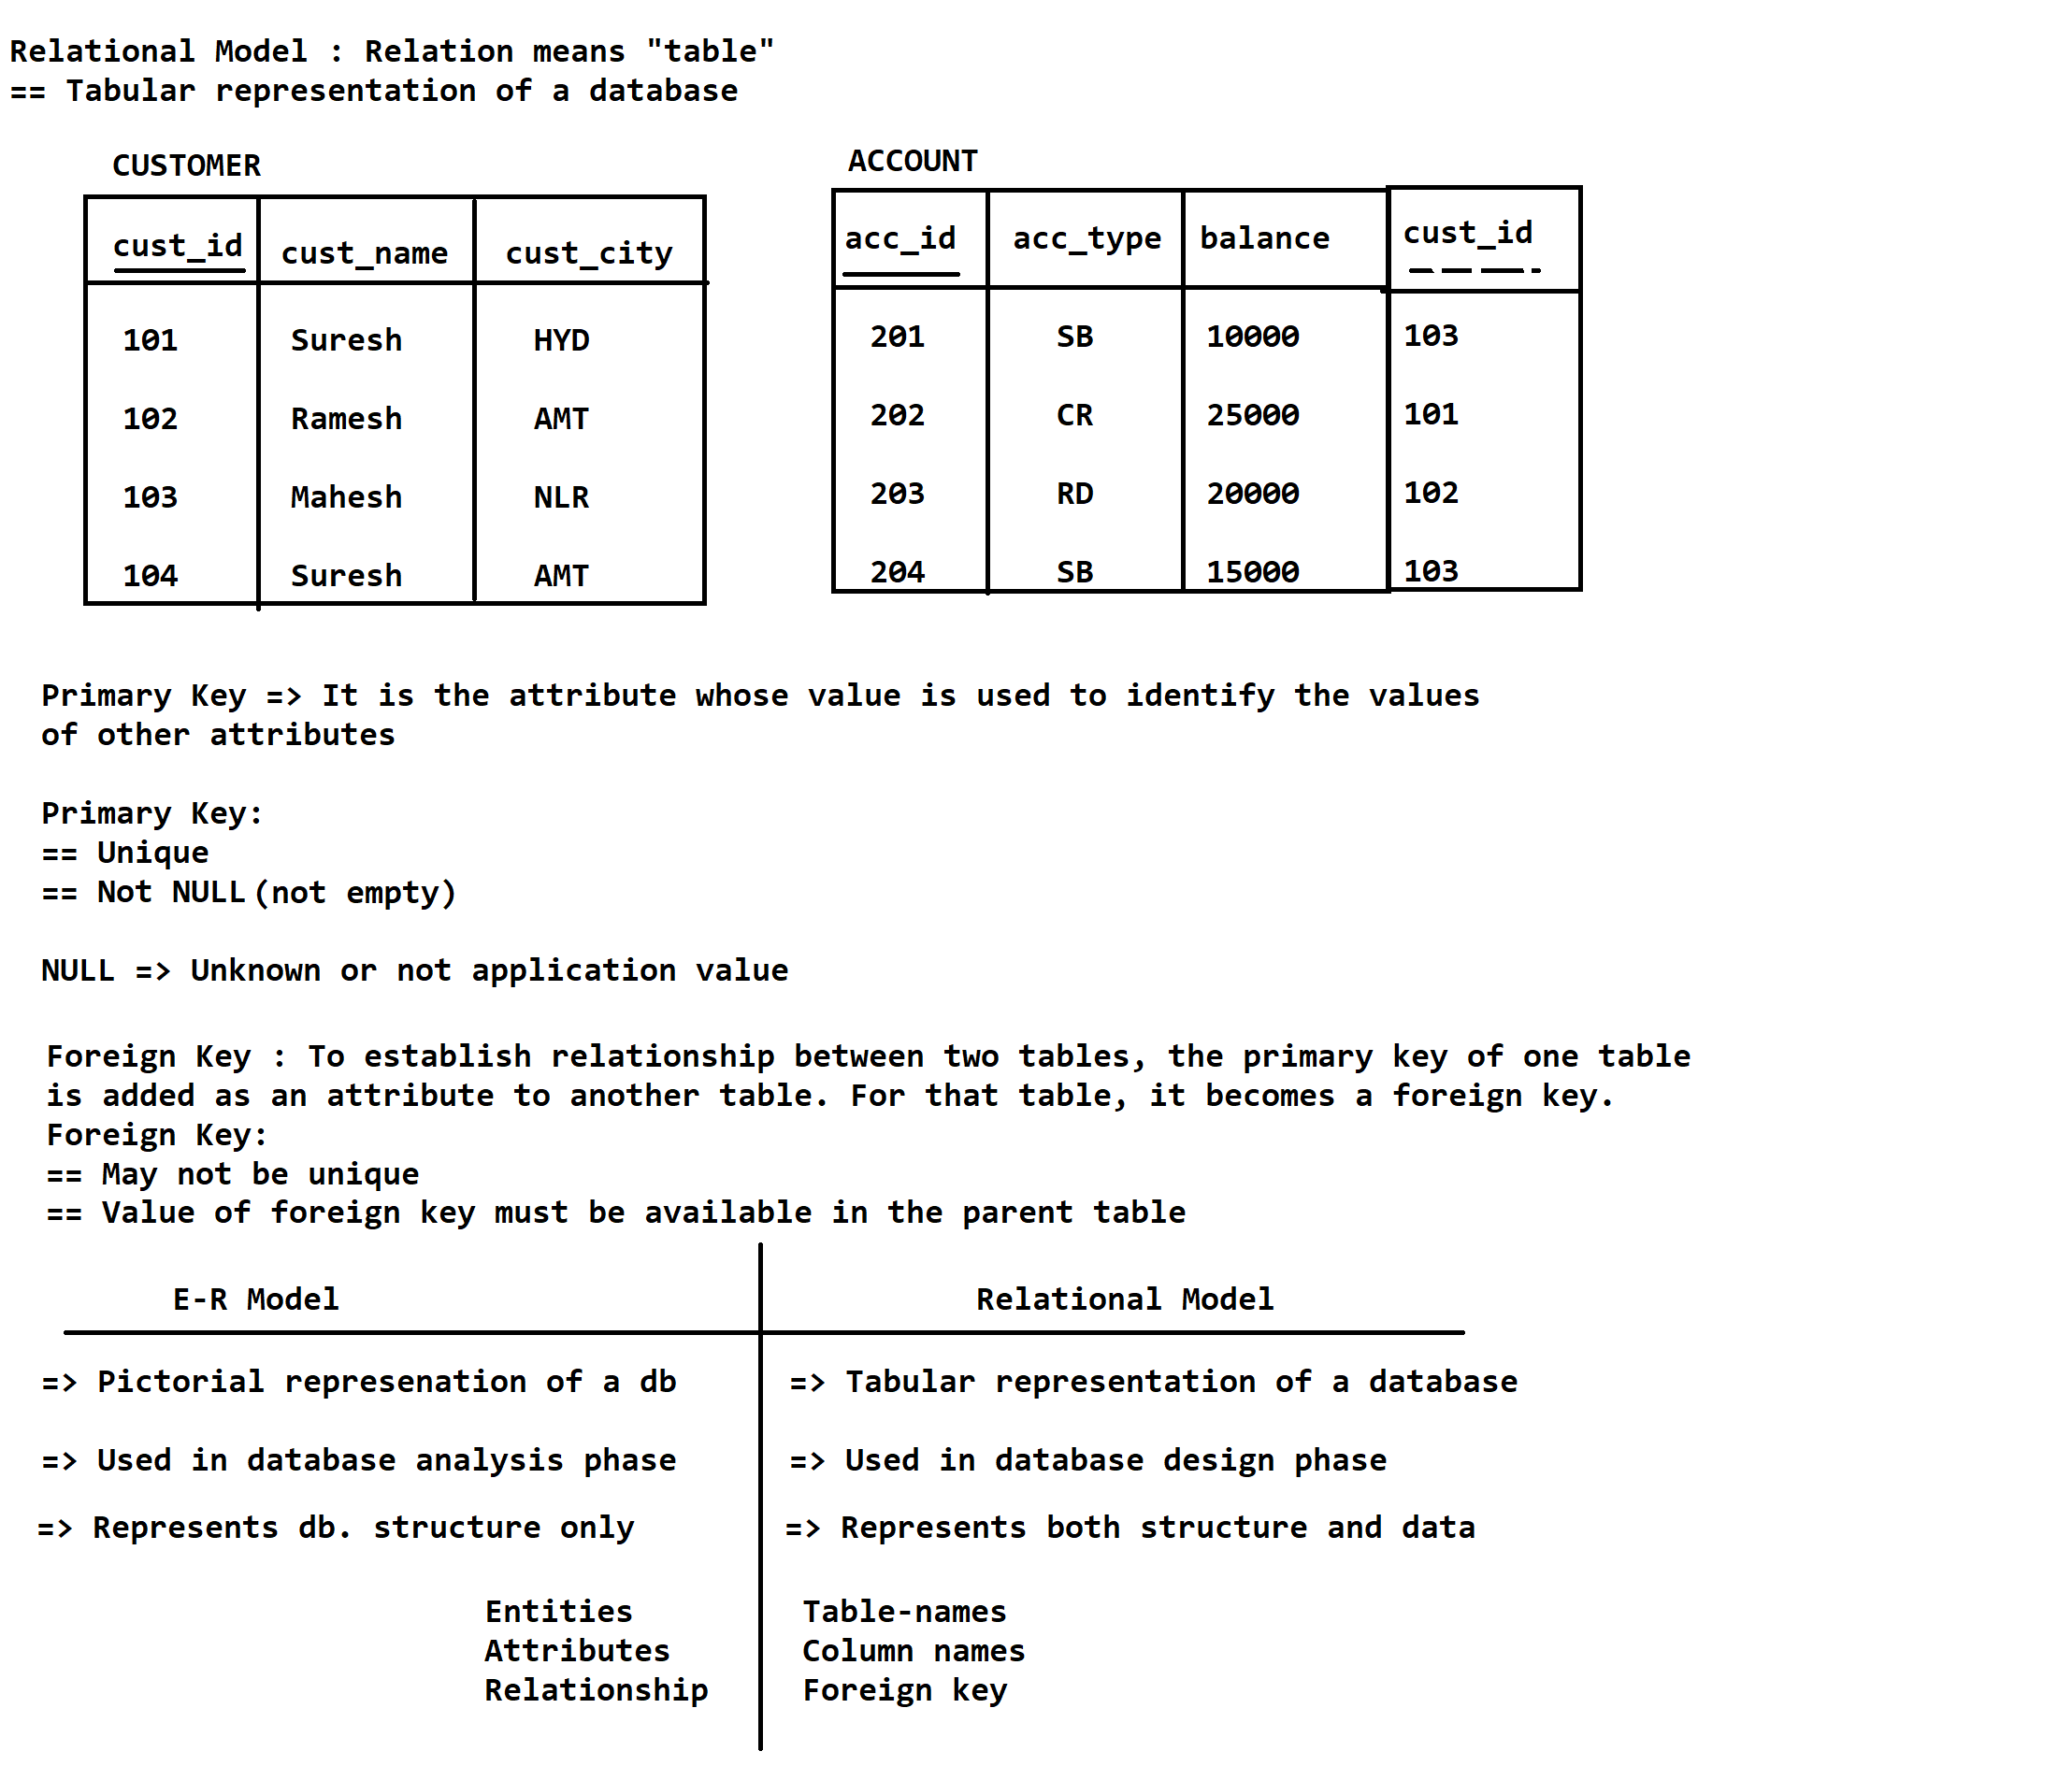 Relational Model : Relation means "table"
== Tabular representation of a database
CUSTOMER
cust_id cust_name cust_city
101 Suresh HYD
102 Ramesh AMT
103 Mahesh NLR
104 Suresh AMT
ACCOUNT
acc_id acc_type balance cust_id
201 SB 10000 103
202 CR 25000 101
203 RD 20000 102
204 SB 15000 103
Primary Key => It is the attribute whose value is used to identify the values
of other attributes
Primary Key:
== Unique
== Not NULL (not empty)
NULL => Unknown or not application value
Foreign Key : To establish relationship between two tables, the primary key of one table
is added as an attribute to another table. For that table, it becomes a foreign key.
Foreign Key:
== May not be unique
== Value of foreign key must be available in the parent table
E-R Model
=> Pictorial represenation of a db
=> Used in database analysis phase
=> Represents db. structure only
Entities
Attributes
Relationship
Relational Model
=> Tabular representation of a database
=> Used in database design phase
=> Represents both structure and data
Table-names
Column names
Foreign key